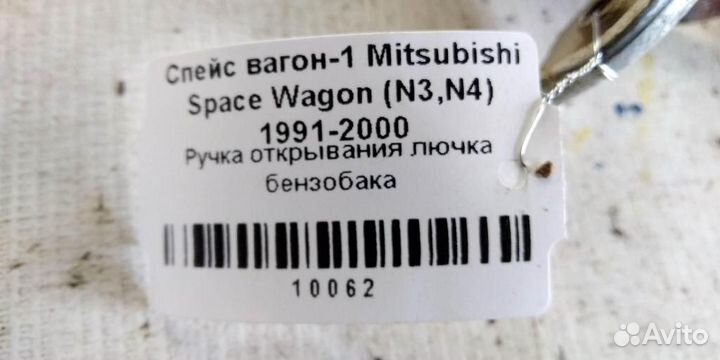 Спейс вагон-1 Mitsubishi
Space Wagon (N3,N4)
1991-2000
Ручка открывания лючка
бензобака
10062
Avito